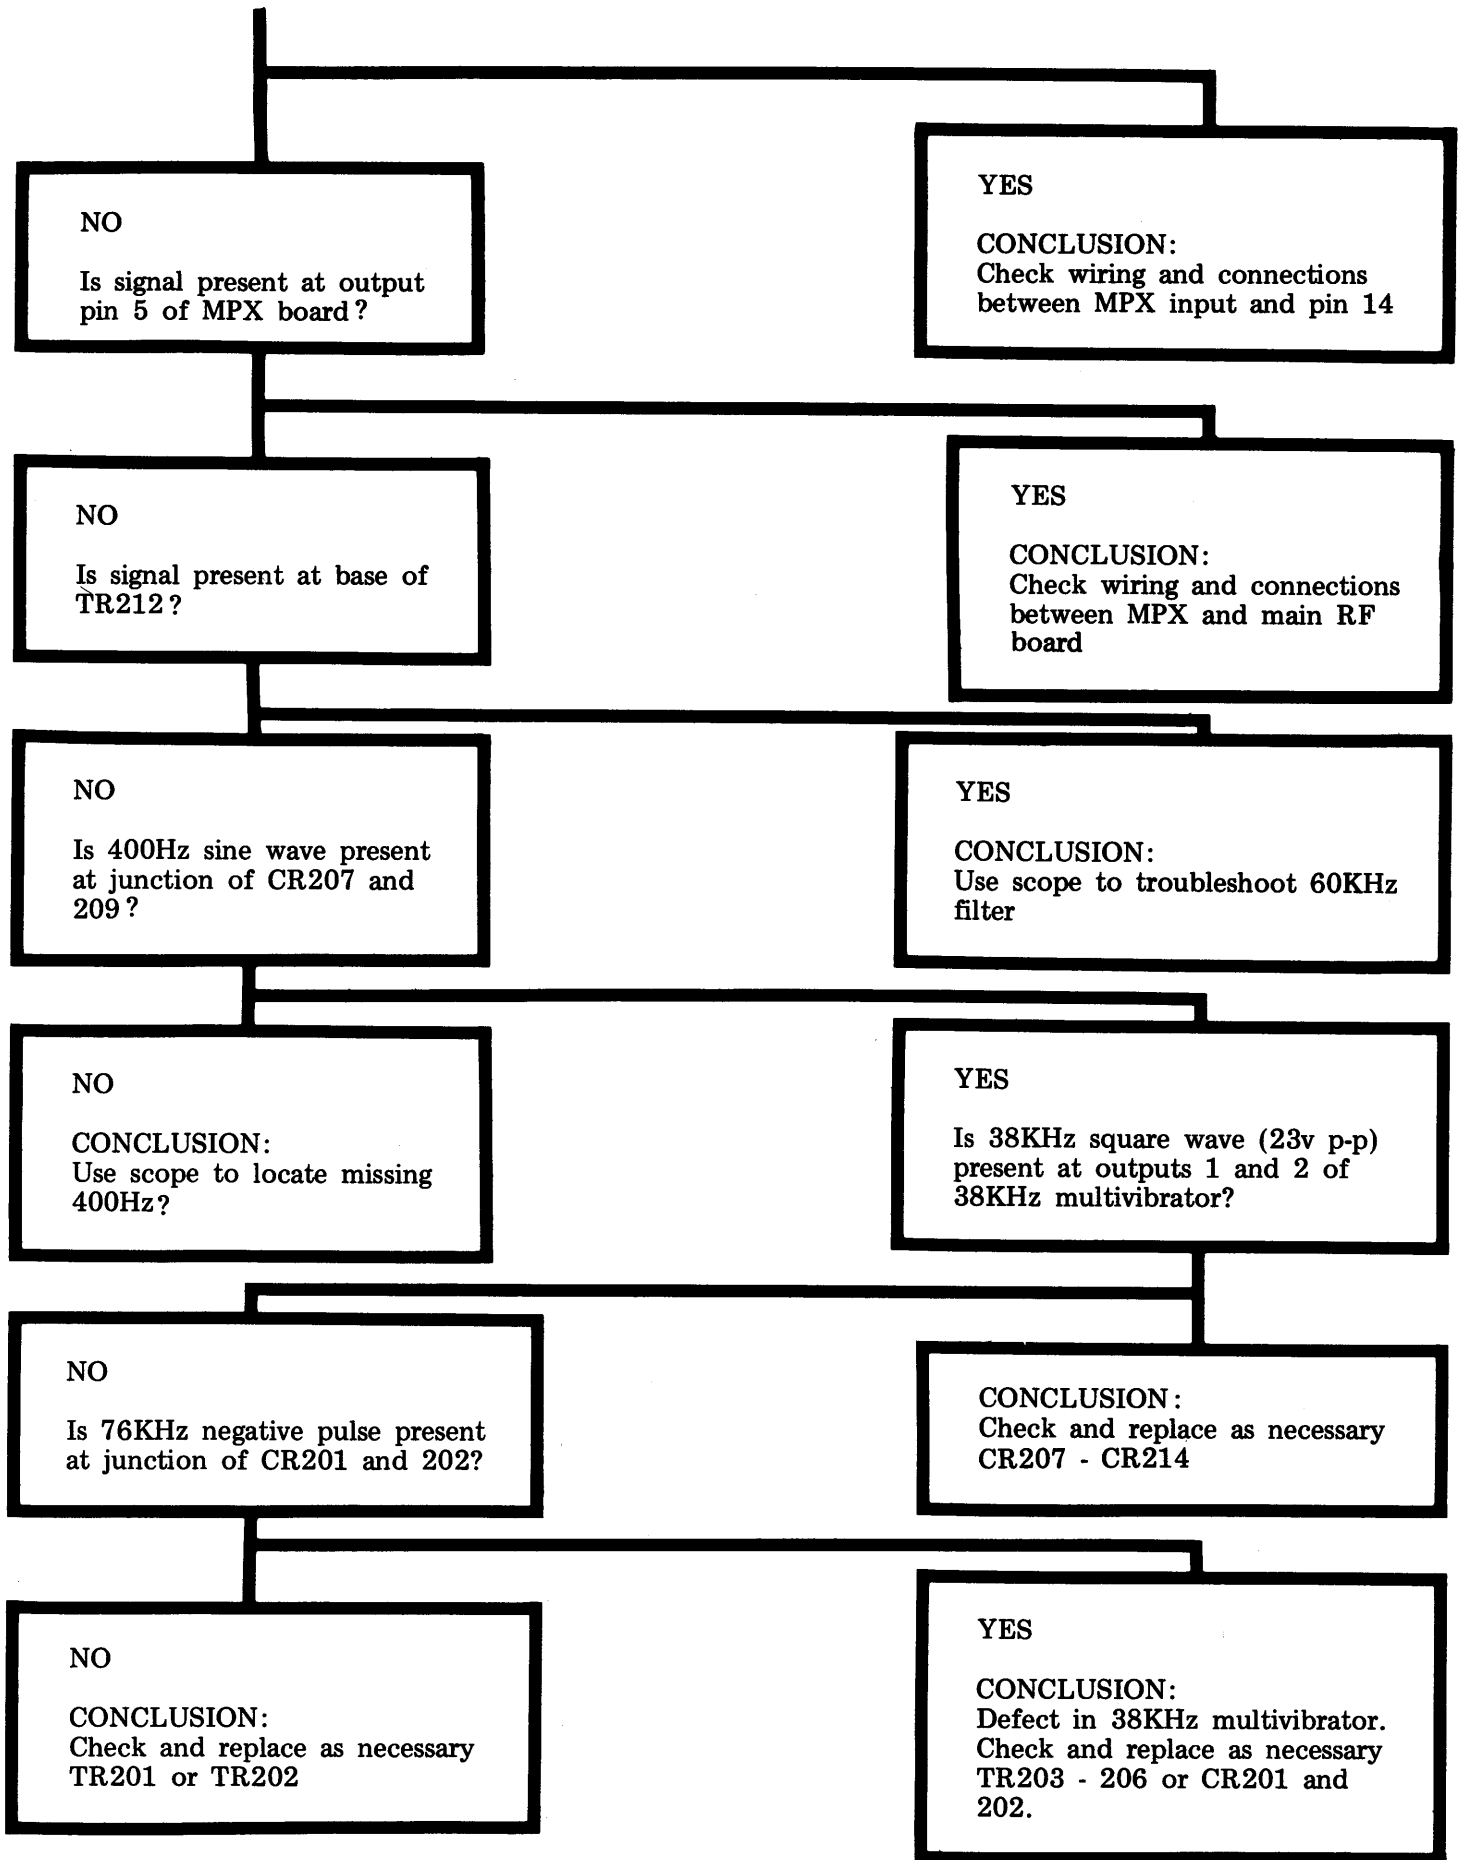 NO
Is signal present at output
pin 5 of MPX board?
YES
CONCLUSION:
Check wiring and connections
between MPX input and pin 14
NO
Is signal present at base of
TR212?
YES
CONCLUSION:
Check wiring and connections
between MPX and main RF
board
NO
Is 400Hz sine wave present
at junction of CR207 and
209?
YES
CONCLUSION:
Use scope to troubleshoot 60KHz
filter
NO
CONCLUSION:
Use scope to locate missing
400Hz?
YES
Is 38KHz square wave (23v p-p)
present at outputs 1 and 2 of
38KHz multivibrator?
NO
Is 76KHz negative pulse present
at junction of CR201 and 202?
CONCLUSION:
Check and replace as necessary
CR207 - CR214
NO
CONCLUSION:
Check and replace as necessary
TR201 or TR202
YES
CONCLUSION:
Defect in 38KHz multivibrator.
Check and replace as necessary
TR203 - 206 or CR201 and
202.